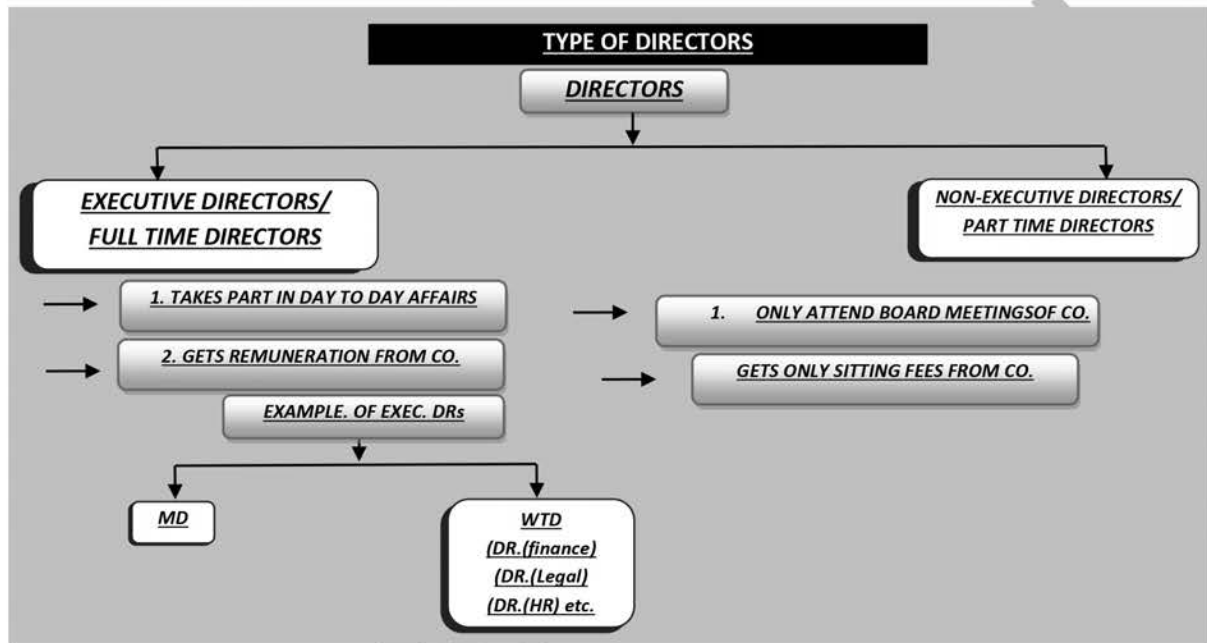 TYPE OF DIRECTORS
DIRECTORS
EXECUTIVE DIRECTORS/
FULL TIME DIRECTORS
NON-EXECUTIVE DIRECTORS/
PART TIME DIRECTORS
1. TAKES PART IN DAY TO DAY AFFAIRS
2. GETS REMUNERATION FROM CO.
1. ONLY ATTEND BOARD MEETINGSOF CO.
GETS ONLY SITTING FEES FROM CO.
EXAMPLE. OF EXEC. DRs
MD
WTD
(DR.(finance)
(DR.(Legal)
(DR.(HR) etc.